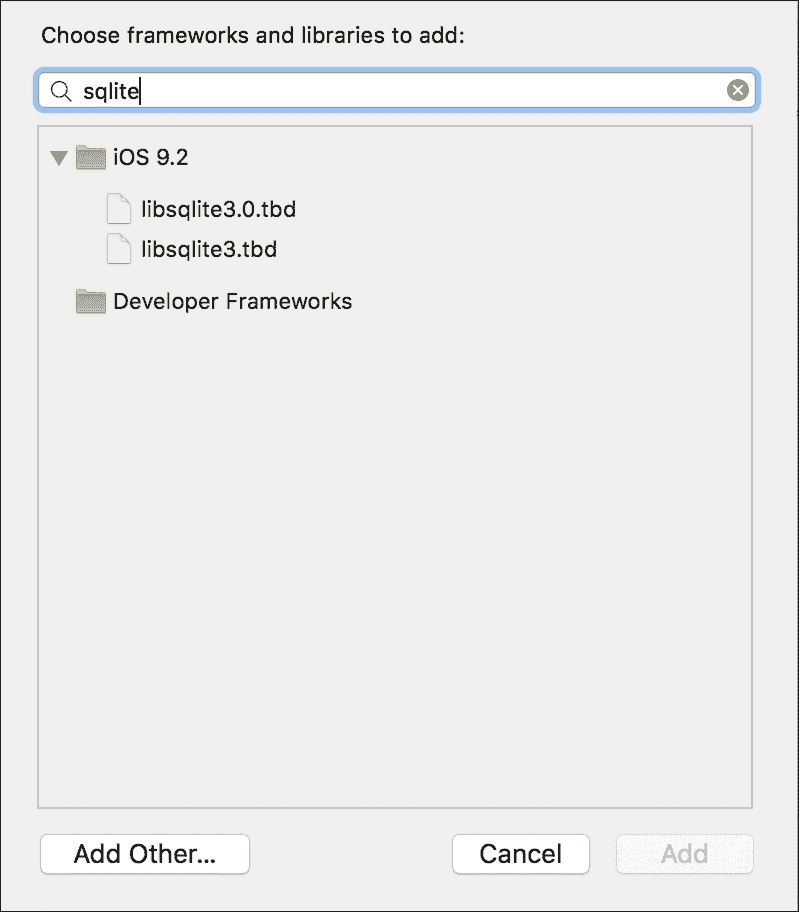 Choose frameworks and libraries to add:
sqlite
iOS 9.2
libsqlite3.0.tbd
libsqlite3.tbd
Developer Frameworks
Add Other... Cancel Add